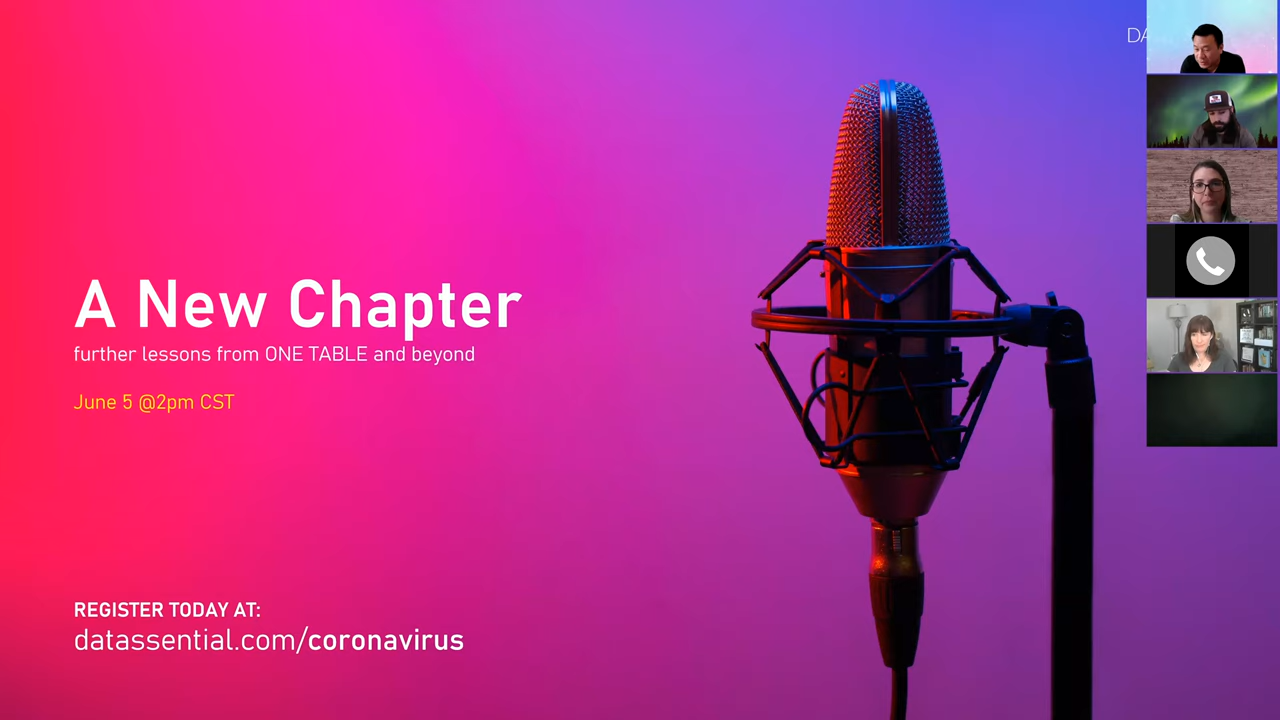 A New Chapter
further lessons from ONE TABLE and beyond
June 5 @2pm CST
REGISTER TODAY AT:
datassential.com/coronavirus